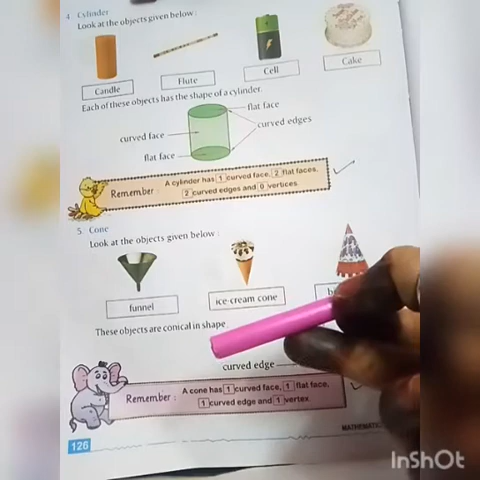 4. Cylinder
Look at the objects given below :
Candle
Flute
Cell
Cake
Each of these objects has the shape of a cylinder.
flat face
curved face
curved edges
flat face
Remember : A cylinder has 1 curved face, 2 flat faces,
2 curved edges and 0 vertices.
5. Cone
Look at the objects given below :
funnel
ice-cream cone
These objects are conical in shape.
curved edge
Remember : A cone has 1 curved face, 1 flat face,
1 curved edge and 1 vertex.
126
InShOt